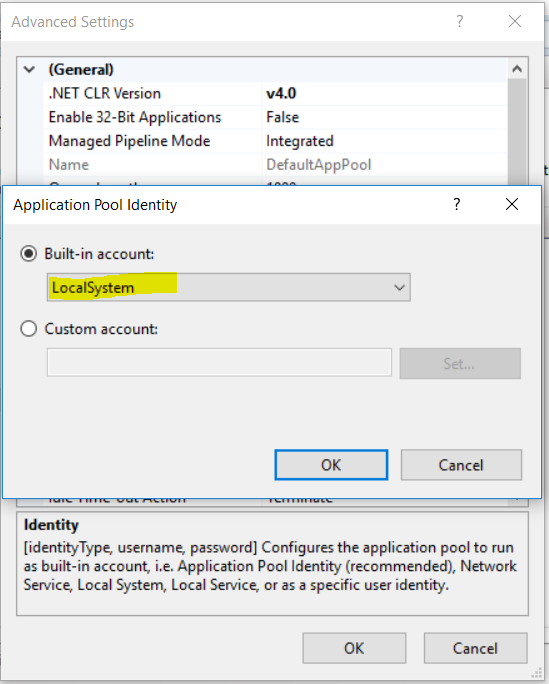 Advanced Settings
?
(General)
.NET CLR Version v4.0
Enable 32-Bit Applications False
Managed Pipeline Mode Integrated
Name DefaultAppPool
Application Pool Identity
?
Built-in account:
LocalSystem
Custom account:
Set...
OK Cancel
Idle Time-out Action Terminate
Identity
[identityType, username, password] Configures the application pool to run
as built-in account, i.e. Application Pool Identity (recommended), Network
Service, Local System, Local Service, or as a specific user identity.
OK Cancel